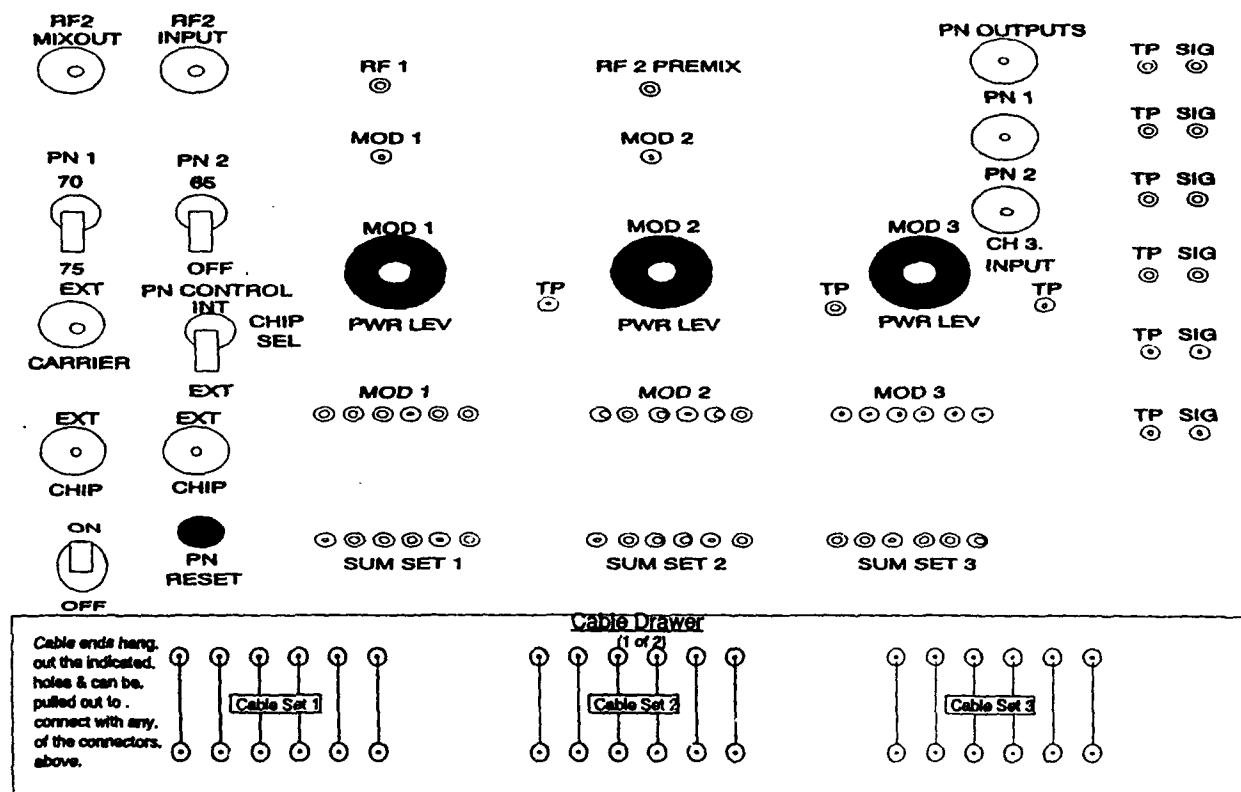 RF2
MIXOUT
RF2
INPUT
RF 1
RF 2 PREMIX
PN OUTPUTS
TP SIG
PN 1
MOD 1
MOD 2
TP SIG
PN 1
70
PN 2
65
PN 2
TP SIG
75
OFF
MOD 1
MOD 2
MOD 3
CH 3.
INPUT
TP SIG
EXT
CARRIER
PN CONTROL
INT
CHIP
SEL
EXT
TP
TP
TP
PWR LEV
PWR LEV
PWR LEV
TP SIG
MOD 1
MOD 2
MOD 3
TP SIG
EXT
CHIP
EXT
CHIP
ON
OFF
PN
RESET
SUM SET 1
SUM SET 2
SUM SET 3
Cable Drawer
(1 of 2)
Cable ends hang.
out the indicated.
holes & can be.
pulled out to .
connect with any.
of the connectors.
above.
Cable Set 1
Cable Set 2
Cable Set 3